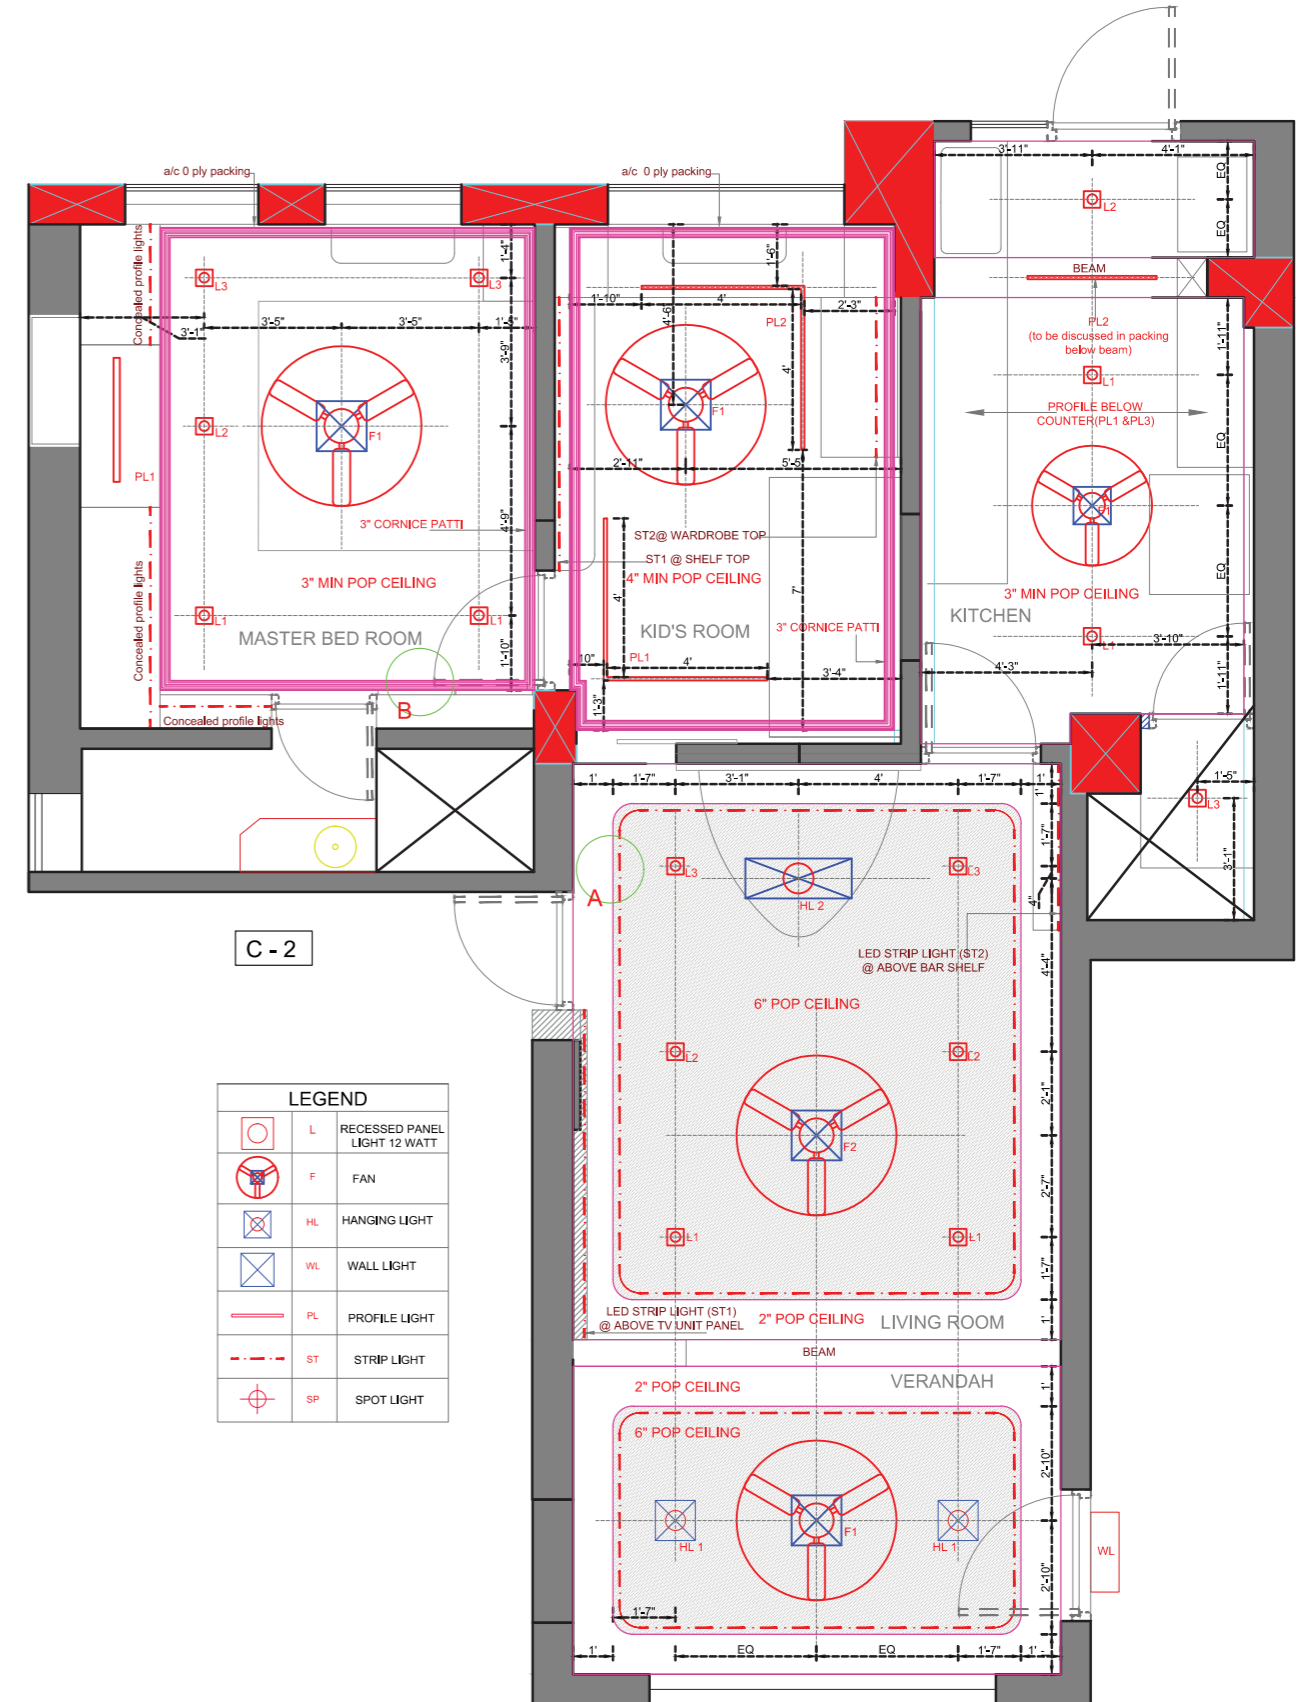 3'-11"
4'-1"
EQ
L2
EQ
a/c 0 ply packing
a/c 0 ply packing
BEAM
PL2
(to be discussed in packing
below beam)
1'-11"
L1
PROFILE BELOW
COUNTER(PL1 &PL3)
EQ
F1
EQ
3" MIN POP CEILING
KITCHEN
L1
3'-10"
4'-3"
1'-11"
1'-5"
L3
3'-1"
Concealed profile lights
1'-4"
L3
3'-1"
3'-5"
3'-5"
1'-5"
3'-9"
L2
F1
PL1
4'-9"
3" CORNICE PATTI
Concealed profile lights
3" MIN POP CEILING
L1
L1
MASTER BED ROOM
1'-10"
B
Concealed profile lights
1'-6"
1'-10"
4'
2'-3"
4'-6"
PL2
4'
F1
2'-11"
5'-5"
ST2@ WARDROBE TOP
ST1 @ SHELF TOP
4" MIN POP CEILING
4'
7'
KID'S ROOM
3" CORNICE PATTI
10"
PL1
4'
3'-4"
1'-3"
1'
1'-7"
3'-1"
4'
1'-7"
1'
1'
1'-7"
L3
L3
HL 2
A
4"
LED STRIP LIGHT (ST2)
@ ABOVE BAR SHELF
4'-4"
6" POP CEILING
L2
L2
2'-1"
F2
2'-7"
L1
L1
1'-7"
LED STRIP LIGHT (ST1)
@ ABOVE TV UNIT PANEL
2" POP CEILING
LIVING ROOM
1'
BEAM
VERANDAH
2" POP CEILING
1'
6" POP CEILING
2'-10"
HL 1
F1
HL 1
WL
2'-10"
1'-7"
1'
EQ
EQ
1'-7"
1'
C - 2
LEGEND
L RECESSED PANEL
LIGHT 12 WATT
F FAN
HL HANGING LIGHT
WL WALL LIGHT
PL PROFILE LIGHT
ST STRIP LIGHT
SP SPOT LIGHT